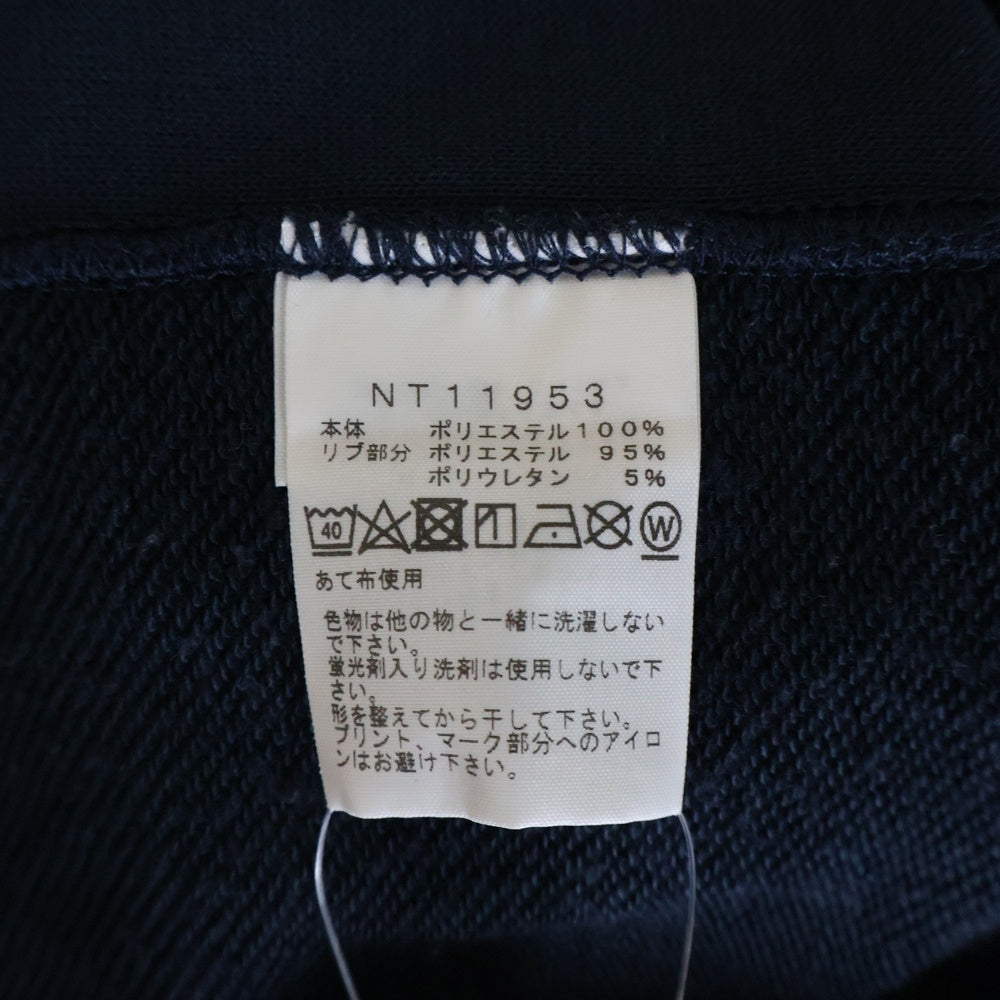 NT11953
本体 ポリエステル 100%
リブ部分 ポリエステル 95%
ポリウレタン 5%
40 W
あて布使用
色物は他の物と一緒に洗濯しない
で下さい。
蛍光剤入り洗剤は使用しないで下
さい。
形を整えてから干して下さい。
プリント、マーク部分へのアイロ
ンはお避け下さい。